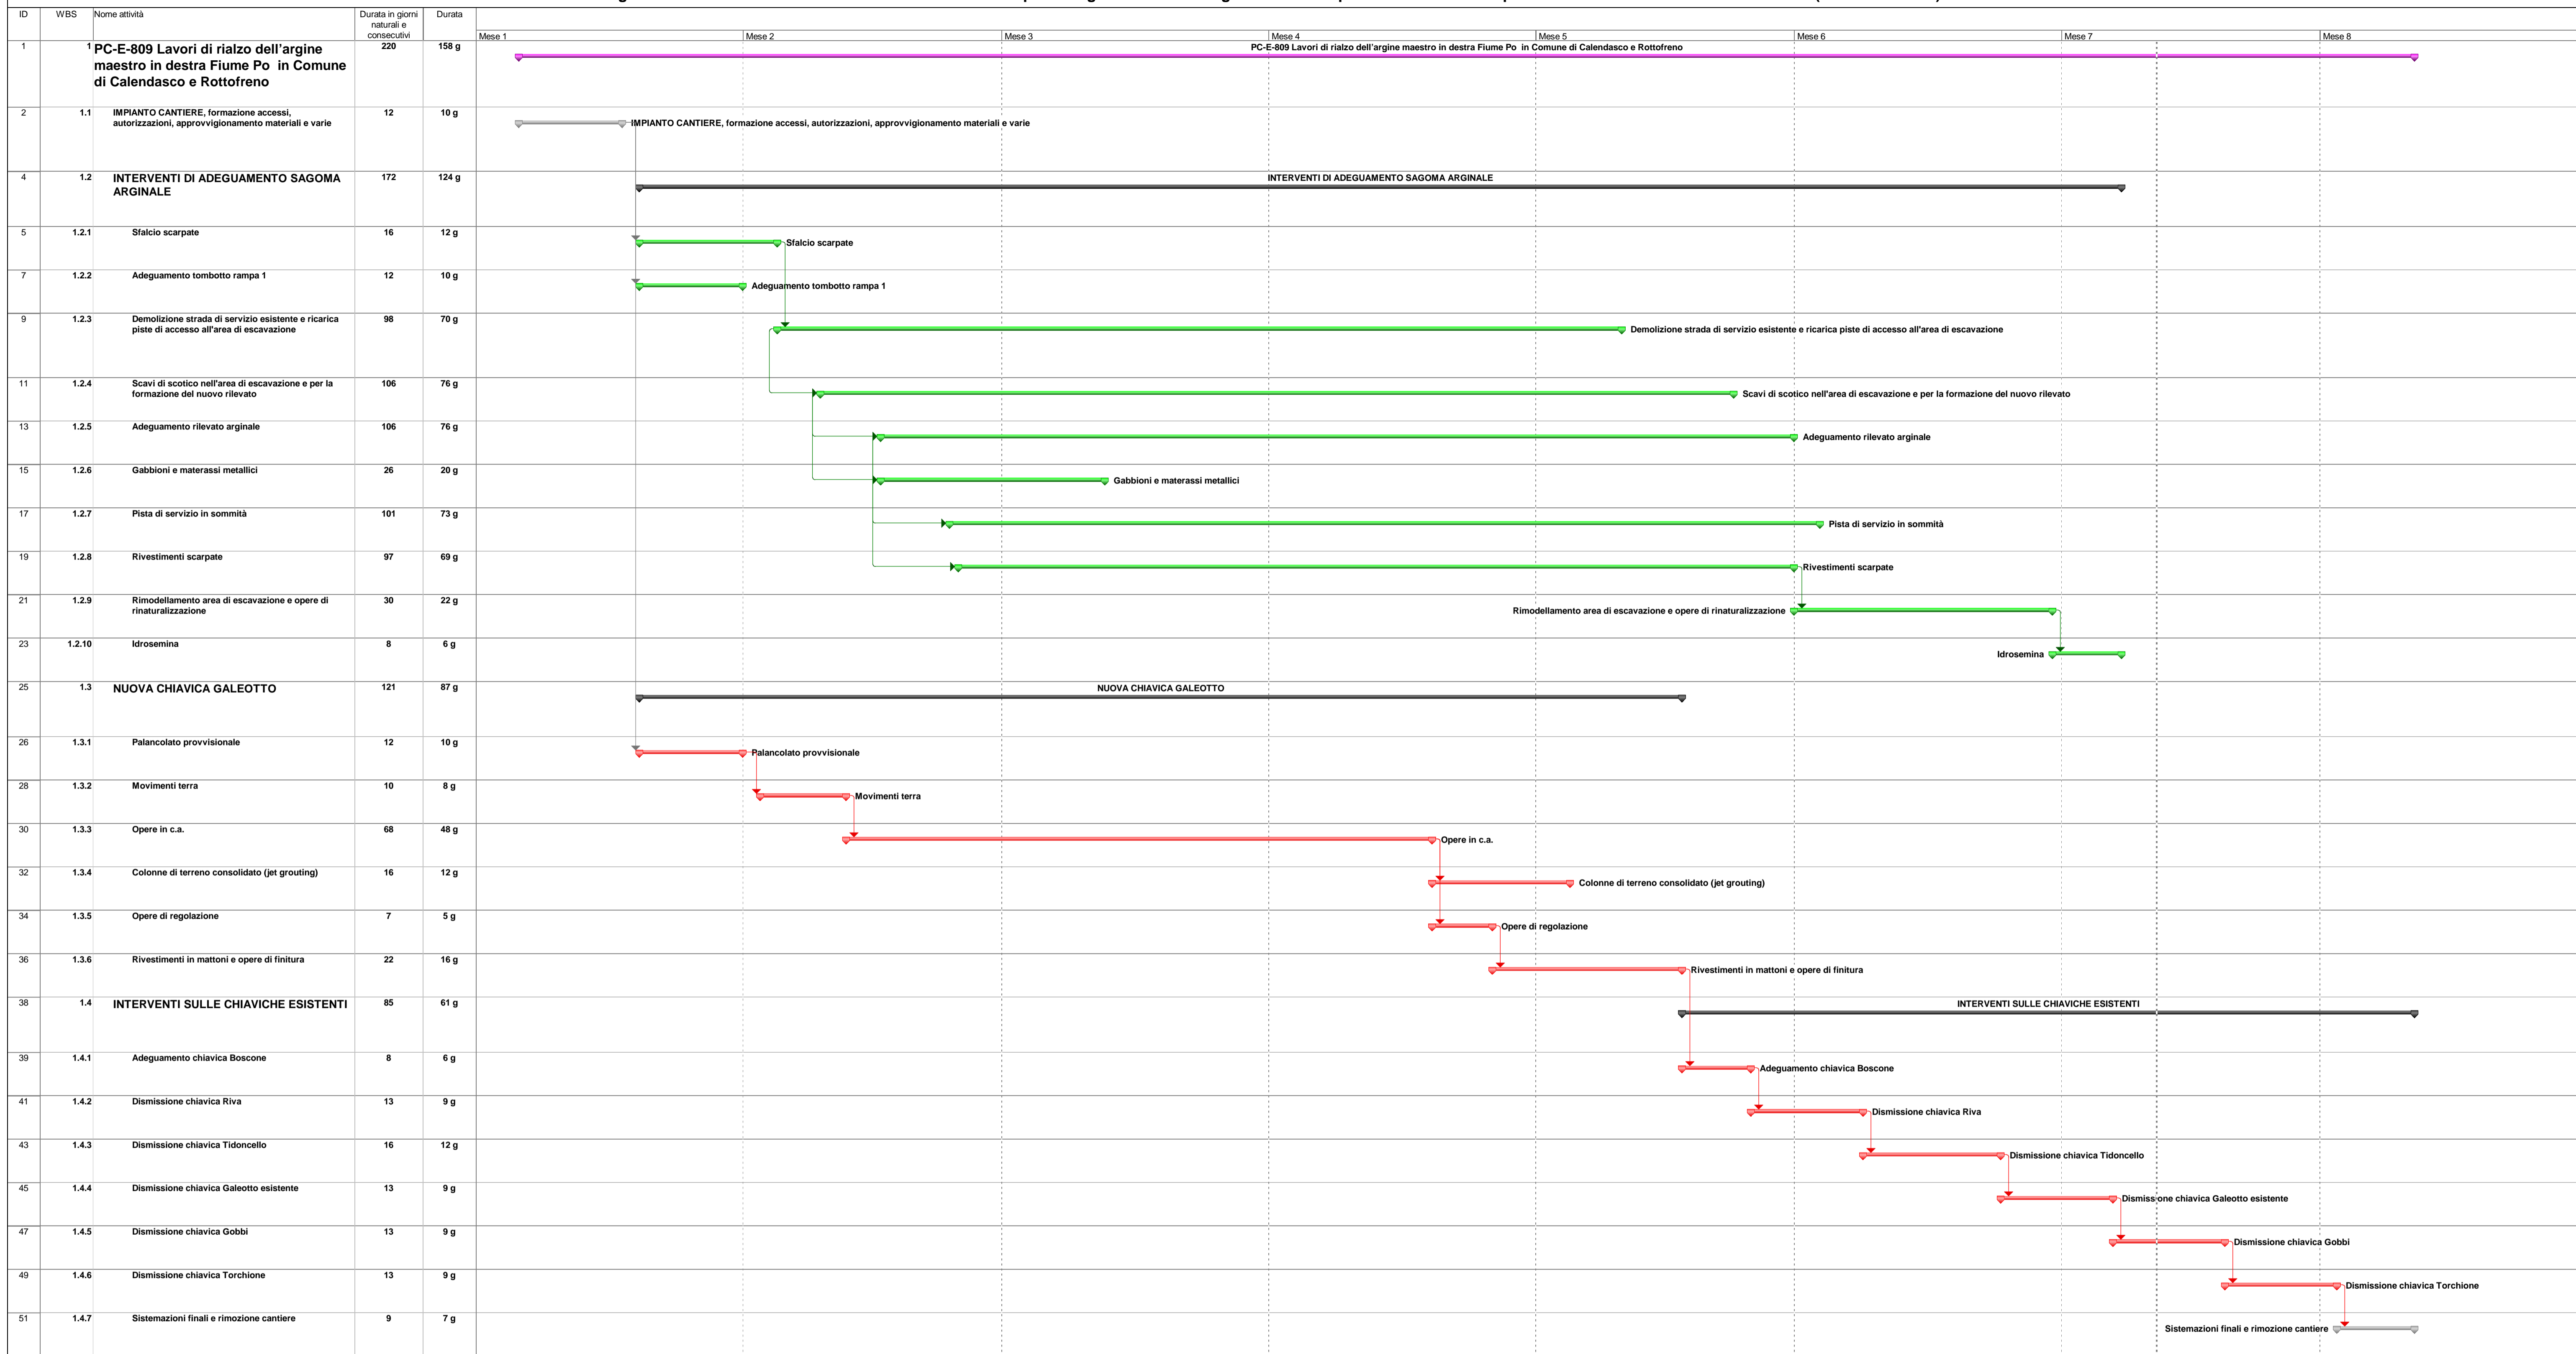 ID WBS Nome attività Durata in giorni naturali e consecutivi Durata
Mese 1 Mese 2 Mese 3 Mese 4 Mese 5 Mese 6 Mese 7 Mese 8
1 1 PC-E-809 Lavori di rialzo dell'argine maestro in destra Fiume Po in Comune di Calendasco e Rottofreno 220 158 g
PC-E-809 Lavori di rialzo dell'argine maestro in destra Fiume Po in Comune di Calendasco e Rottofreno
2 1.1 IMPIANTO CANTIERE, formazione accessi, autorizzazioni, approvvigionamento materiali e varie 12 10 g
IMPIANTO CANTIERE, formazione accessi, autorizzazioni, approvvigionamento materiali e varie
4 1.2 INTERVENTI DI ADEGUAMENTO SAGOMA ARGINALE 172 124 g
INTERVENTI DI ADEGUAMENTO SAGOMA ARGINALE
5 1.2.1 Sfalcio scarpate 16 12 g
Sfalcio scarpate
7 1.2.2 Adeguamento tombotto rampa 1 12 10 g
Adeguamento tombotto rampa 1
9 1.2.3 Demolizione strada di servizio esistente e ricarica piste di accesso all'area di escavazione 98 70 g
Demolizione strada di servizio esistente e ricarica piste di accesso all'area di escavazione
11 1.2.4 Scavi di scotico nell'area di escavazione e per la formazione del nuovo rilevato 106 76 g
Scavi di scotico nell'area di escavazione e per la formazione del nuovo rilevato
13 1.2.5 Adeguamento rilevato arginale 106 76 g
Adeguamento rilevato arginale
15 1.2.6 Gabbioni e materassi metallici 26 20 g
Gabbioni e materassi metallici
17 1.2.7 Pista di servizio in sommità 101 73 g
Pista di servizio in sommità
19 1.2.8 Rivestimenti scarpate 97 69 g
Rivestimenti scarpate
21 1.2.9 Rimodellamento area di escavazione e opere di rinaturalizzazione 30 22 g
Rimodellamento area di escavazione e opere di rinaturalizzazione
23 1.2.10 Idrosemina 8 6 g
Idrosemina
25 1.3 NUOVA CHIAVICA GALEOTTO 121 87 g
NUOVA CHIAVICA GALEOTTO
26 1.3.1 Palancolato provvisionale 12 10 g
Palancolato provvisionale
28 1.3.2 Movimenti terra 10 8 g
Movimenti terra
30 1.3.3 Opere in c.a. 68 48 g
Opere in c.a.
32 1.3.4 Colonne di terreno consolidato (jet grouting) 16 12 g
Colonne di terreno consolidato (jet grouting)
34 1.3.5 Opere di regolazione 7 5 g
Opere di regolazione
36 1.3.6 Rivestimenti in mattoni e opere di finitura 22 16 g
Rivestimenti in mattoni e opere di finitura
38 1.4 INTERVENTI SULLE CHIAVICHE ESISTENTI 85 61 g
INTERVENTI SULLE CHIAVICHE ESISTENTI
39 1.4.1 Adeguamento chiavica Boscone 8 6 g
Adeguamento chiavica Boscone
41 1.4.2 Dismissione chiavica Riva 13 9 g
Dismissione chiavica Riva
43 1.4.3 Dismissione chiavica Tidoncello 16 12 g
Dismissione chiavica Tidoncello
45 1.4.4 Dismissione chiavica Galeotto esistente 13 9 g
Dismissione chiavica Galeotto esistente
47 1.4.5 Dismissione chiavica Gobbi 13 9 g
Dismissione chiavica Gobbi
49 1.4.6 Dismissione chiavica Torchione 13 9 g
Dismissione chiavica Torchione
51 1.4.7 Sistemazioni finali e rimozione cantiere 9 7 g
Sistemazioni finali e rimozione cantiere